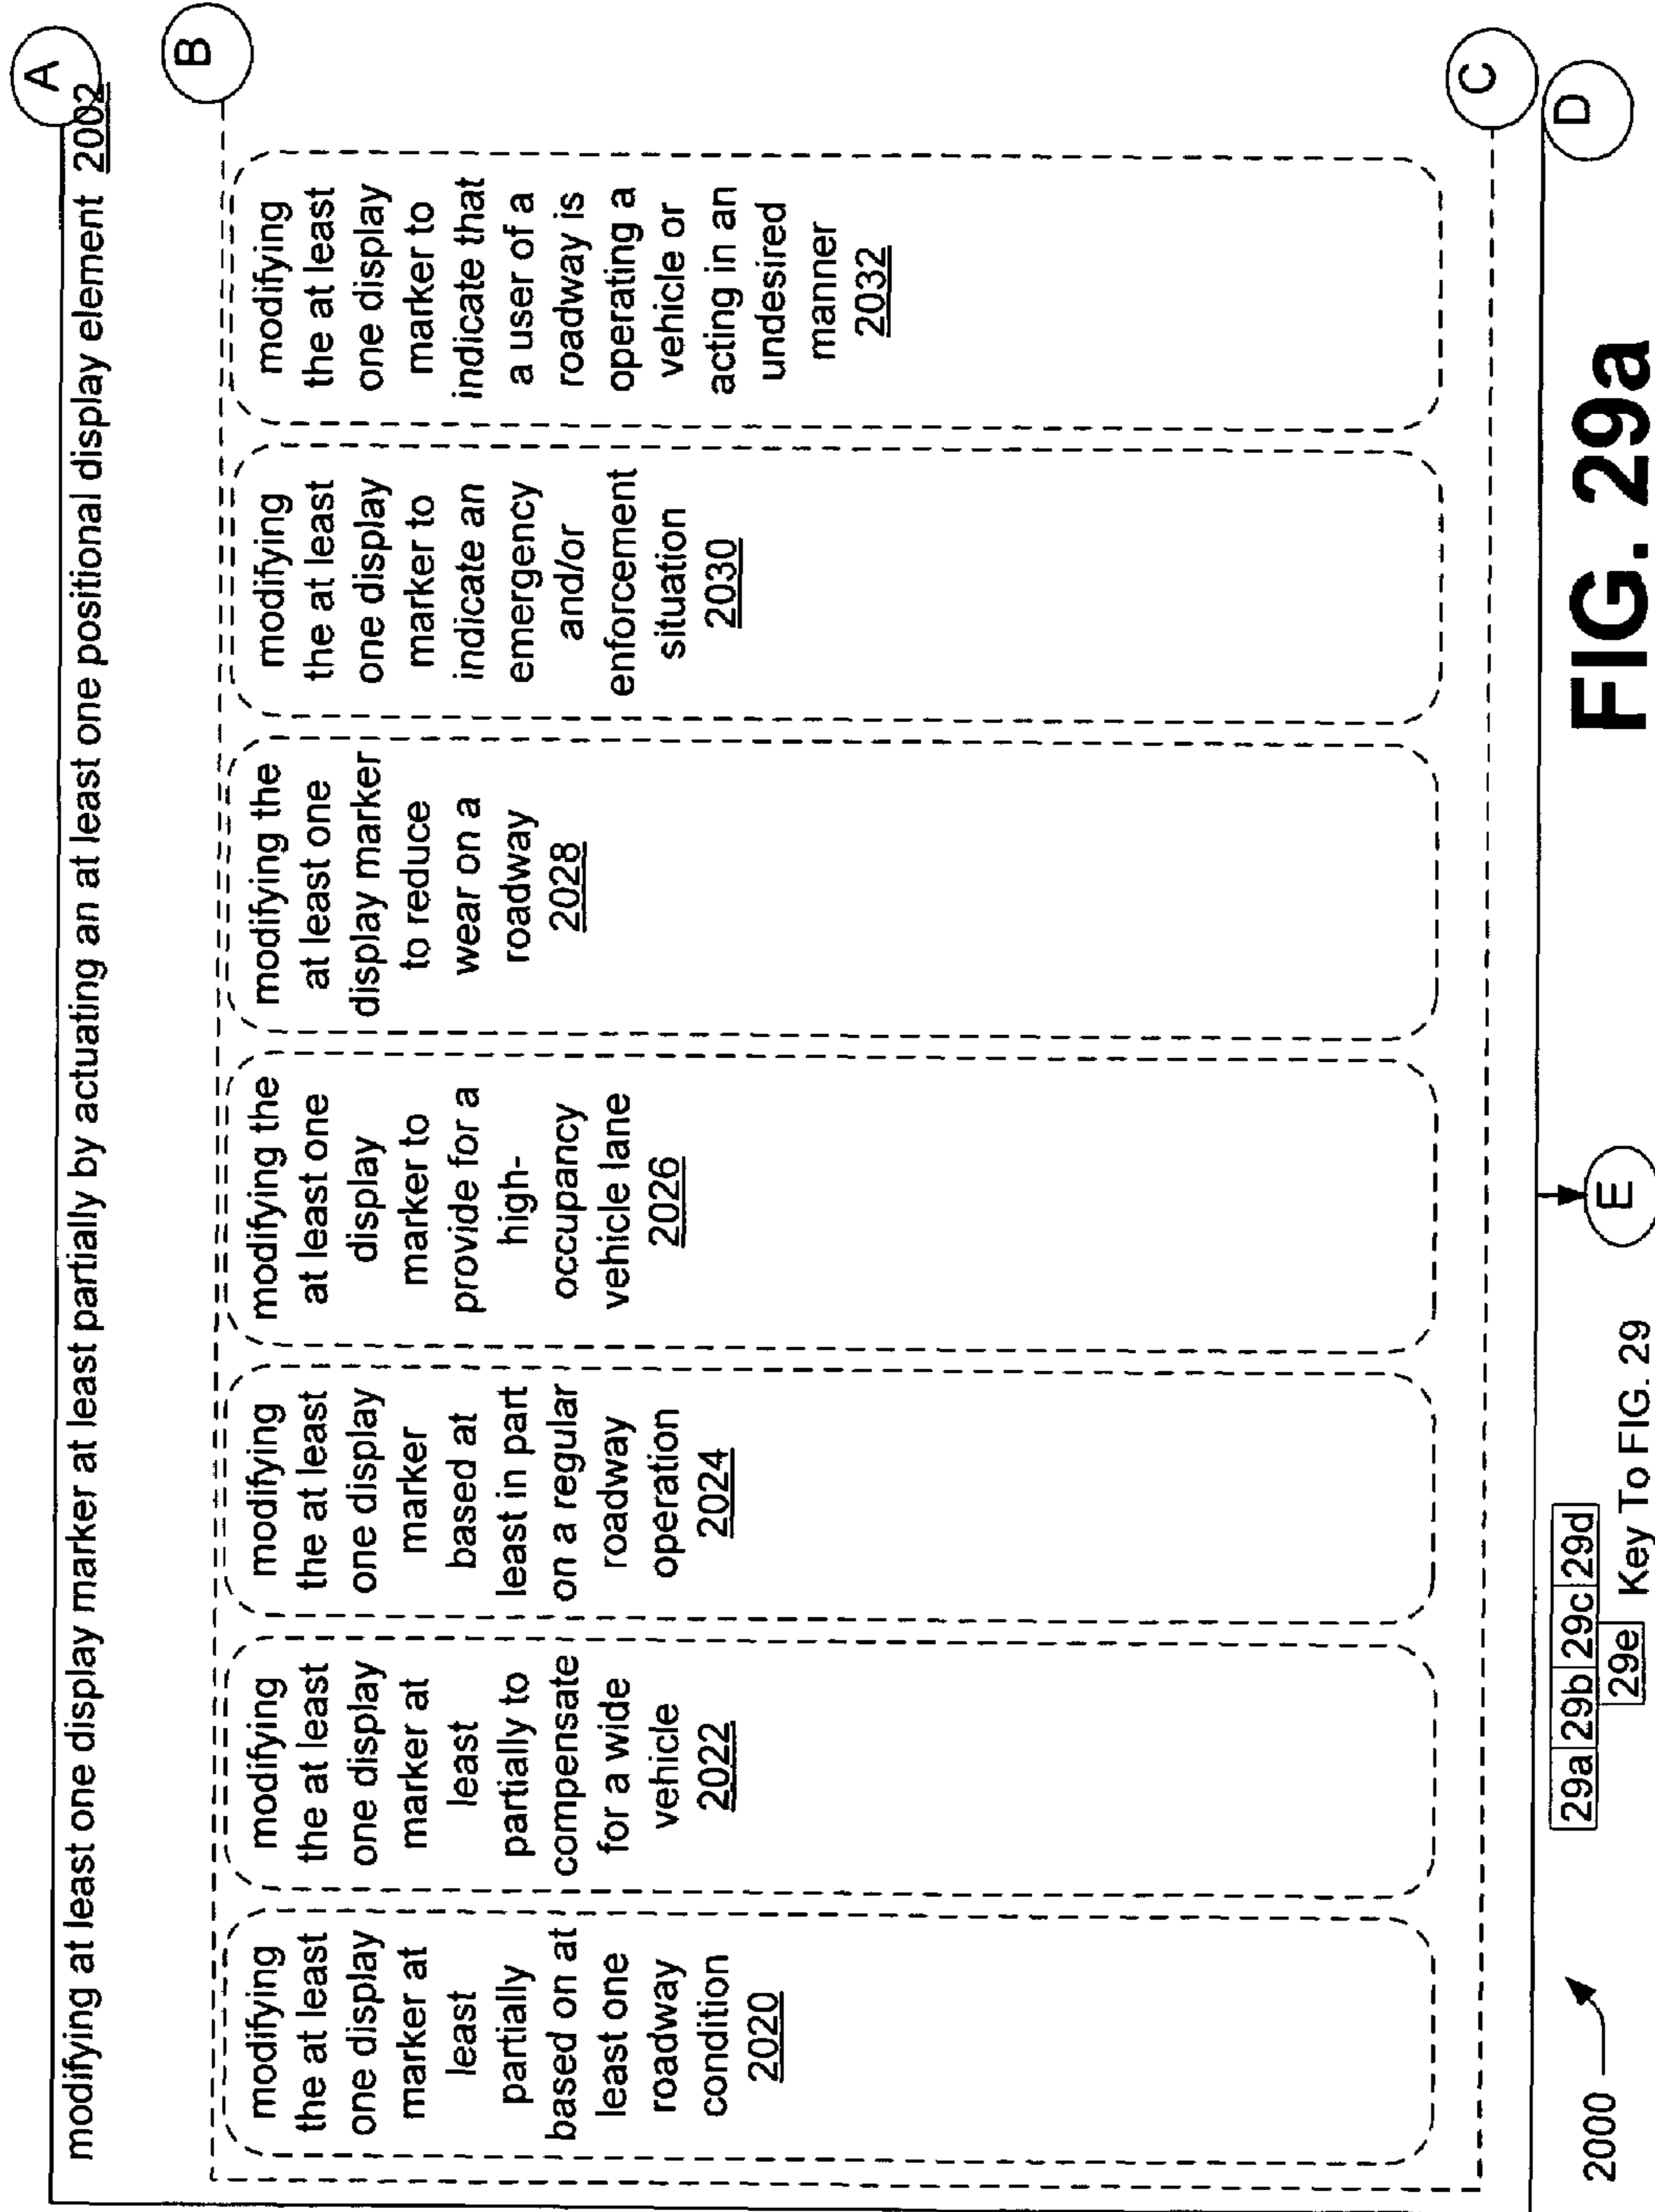 A
modifying at least one display marker at least partially by actuating an at least one positional display element 2002
B
modifying
the at least
one display
marker at
least
partially
based on at
least one
roadway
condition
2020
modifying
the at least
one display
marker at
least
partially to
compensate
for a wide
vehicle
2022
modifying
the at least
one display
marker
based at
least in part
on a regular
roadway
operation
2024
modifying the
at least one
display
marker to
provide for a
high-
occupancy
vehicle lane
2026
modifying the
at least one
display marker
to reduce
wear on a
roadway
2028
modifying
the at least
one display
marker to
indicate an
emergency
and/or
enforcement
situation
2030
modifying
the at least
one display
marker to
indicate that
a user of a
roadway is
operating a
vehicle or
acting in an
undesired
manner
2032
C
D
2000
29a 29b 29c 29d
29e
Key To FIG. 29
E
FIG. 29a